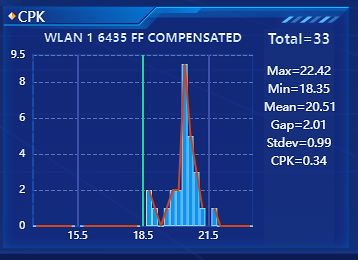 CPK
WLAN 1 6435 FF COMPENSATED
Total=33
Max=22.42
Min=18.35
Mean=20.51
Gap=2.01
Stdev=0.99
CPK=0.34
9.5
8
6
4
2
0
15.5 18.5 21.5